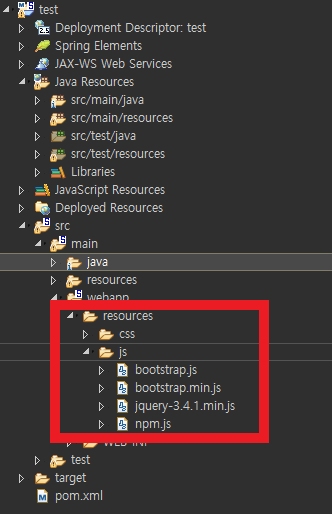 test
Deployment Descriptor: test
Spring Elements
JAX-WS Web Services
Java Resources
src/main/java
src/main/resources
src/test/java
src/test/resources
Libraries
JavaScript Resources
Deployed Resources
src
main
java
resources
webapp
resources
css
js
bootstrap.js
bootstrap.min.js
jquery-3.4.1.min.js
npm.js
WEB-INF
test
target
pom.xml